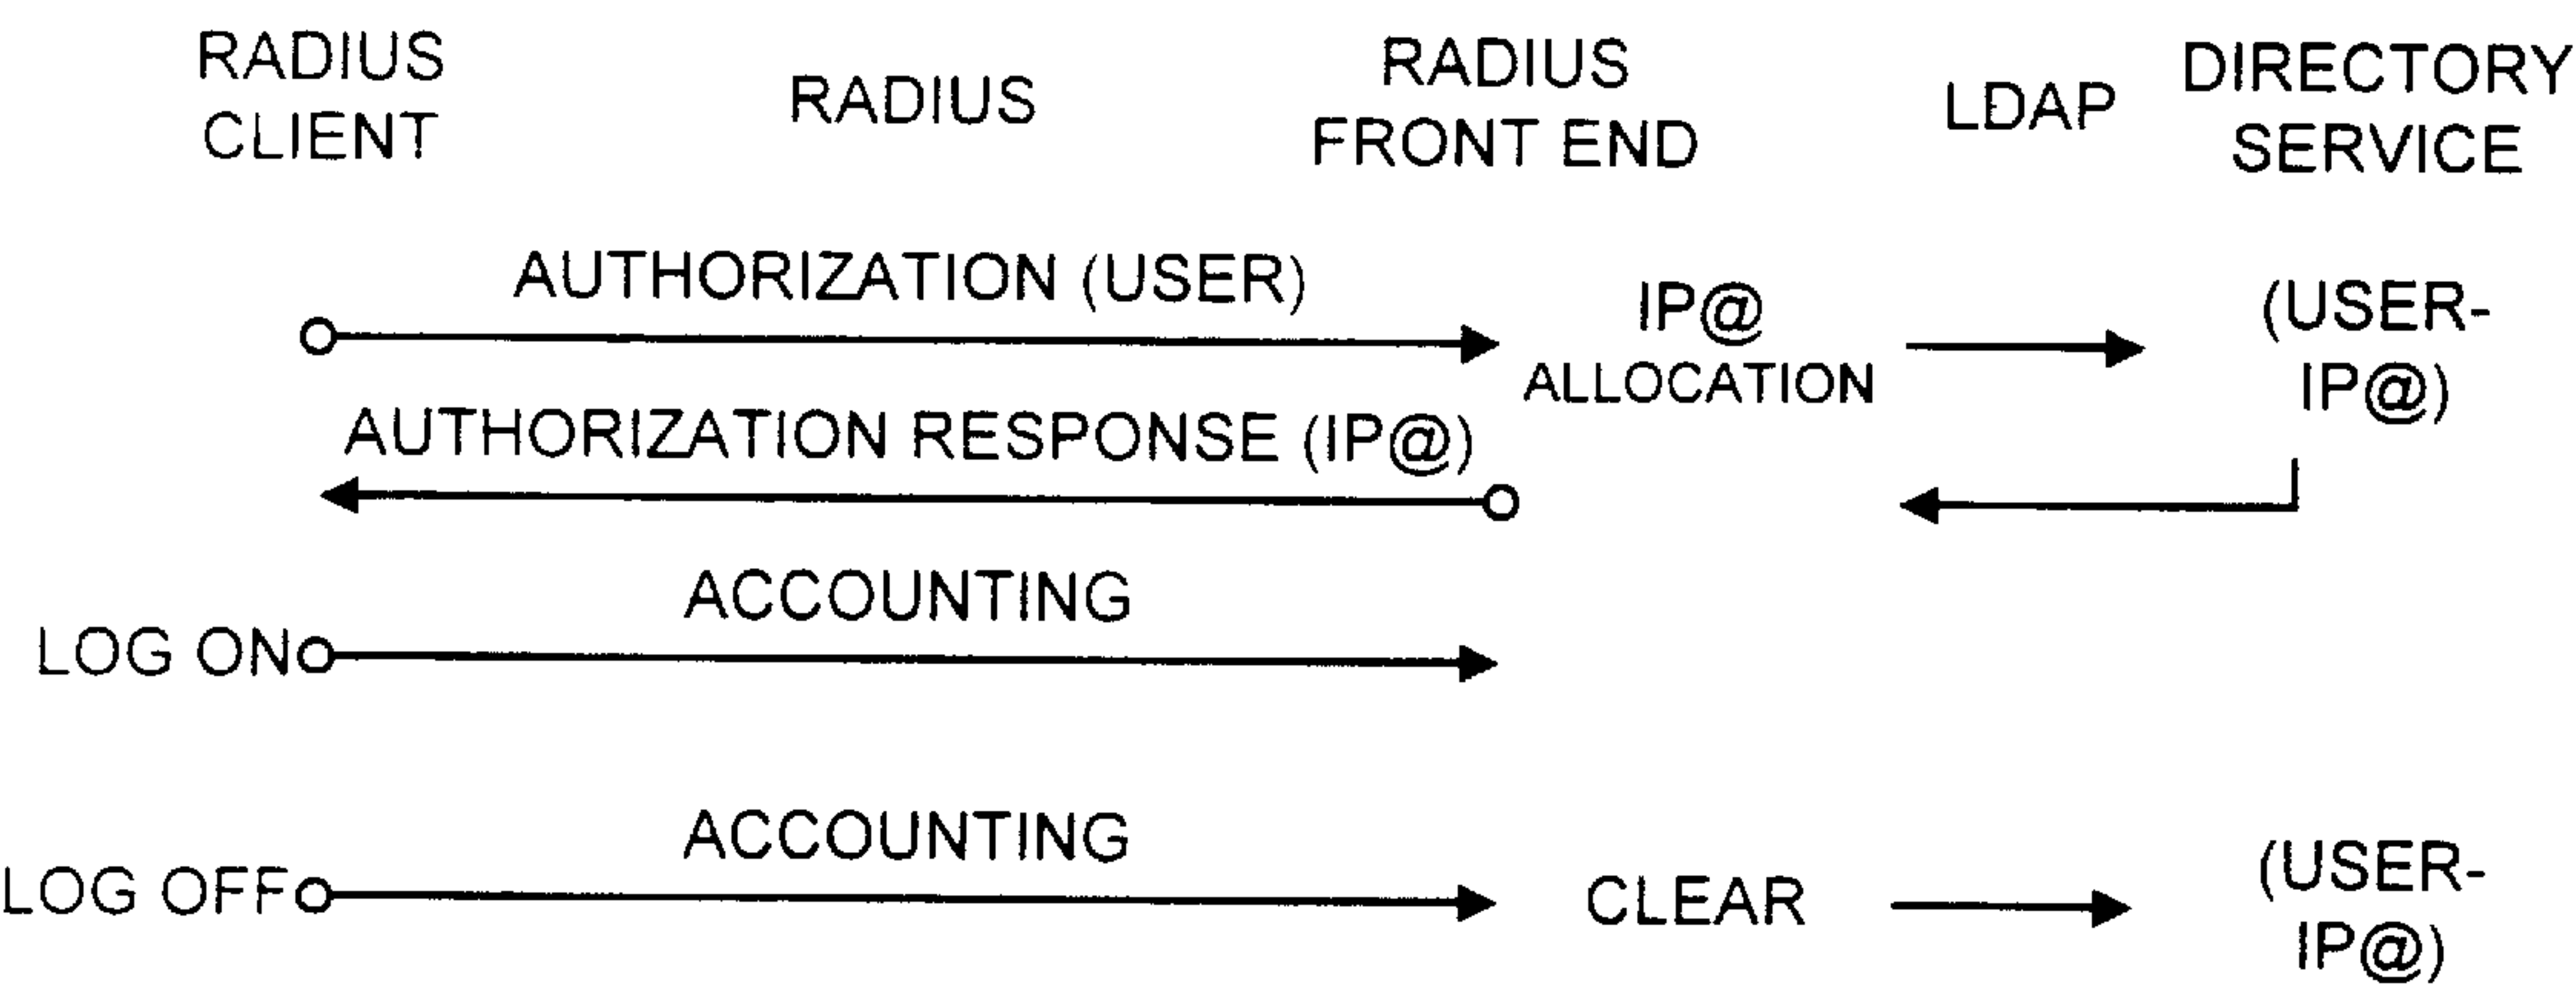 RADIUS
CLIENT
RADIUS
RADIUS
FRONT END
LDAP
DIRECTORY
SERVICE
AUTHORIZATION (USER)
IP@
ALLOCATION
(USER-
IP@)
AUTHORIZATION RESPONSE (IP@)
ACCOUNTING
LOG ON
ACCOUNTING
LOG OFF
CLEAR
(USER-
IP@)